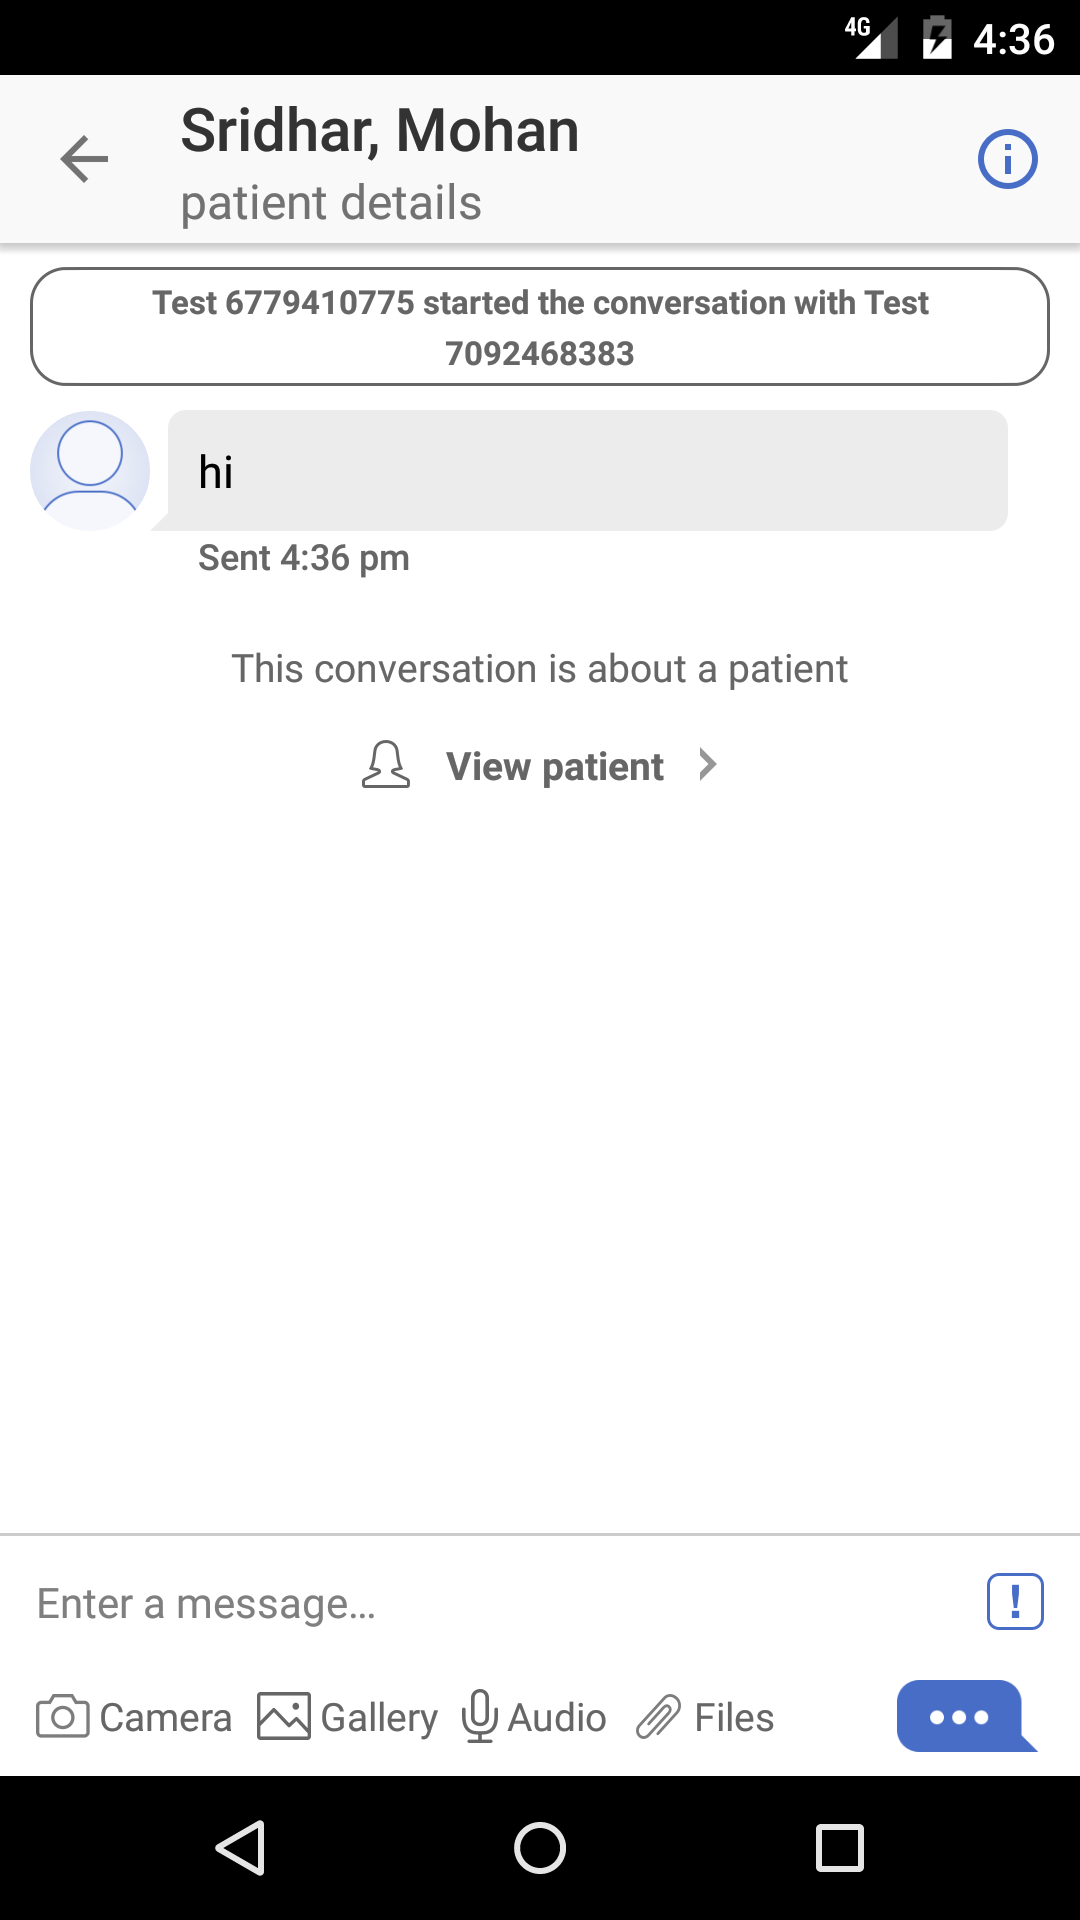 4G 4:36
Sridhar, Mohan
patient details
Test 6779410775 started the conversation with Test
7092468383
hi
Sent 4:36 pm
This conversation is about a patient
View patient
Enter a message...
!
Camera Gallery Audio Files